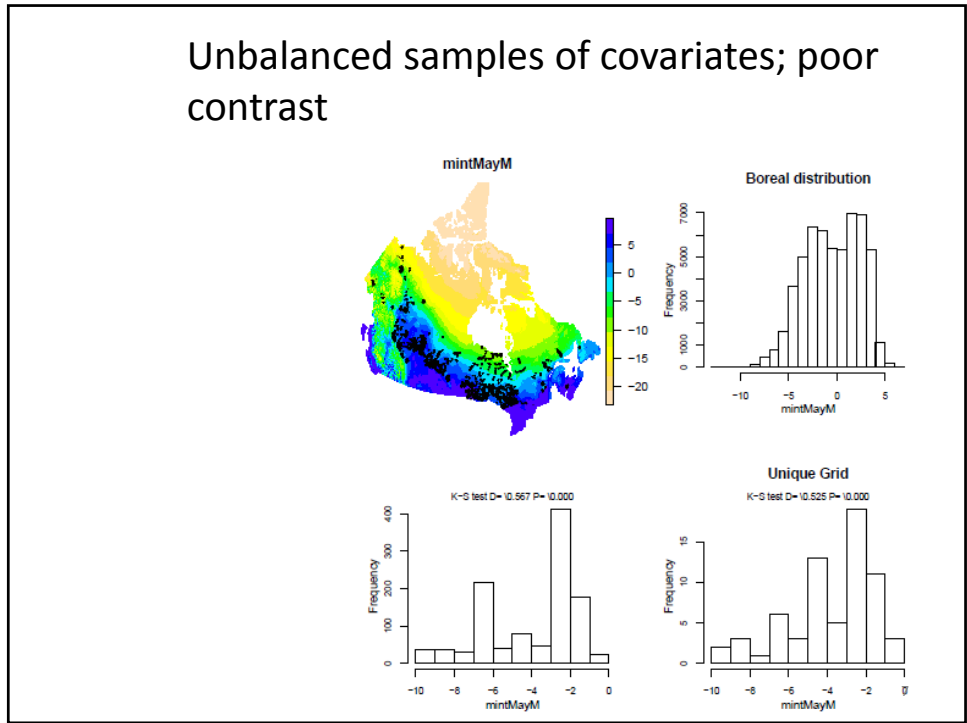 Unbalanced samples of covariates; poor
contrast
mintMayM
5
0
−5
−10
−15
−20
Boreal distribution
Frequency
7000
5000
3000
1000
0
−10 −5 0 5
mintMayM
K−S test D= \0.567 P= \0.000
Frequency
400
300
200
100
0
−10 −8 −6 −4 −2 0
mintMayM
Unique Grid
K−S test D= \0.525 P= \0.000
Frequency
15
10
5
0
−10 −8 −6 −4 −2
mintMayM